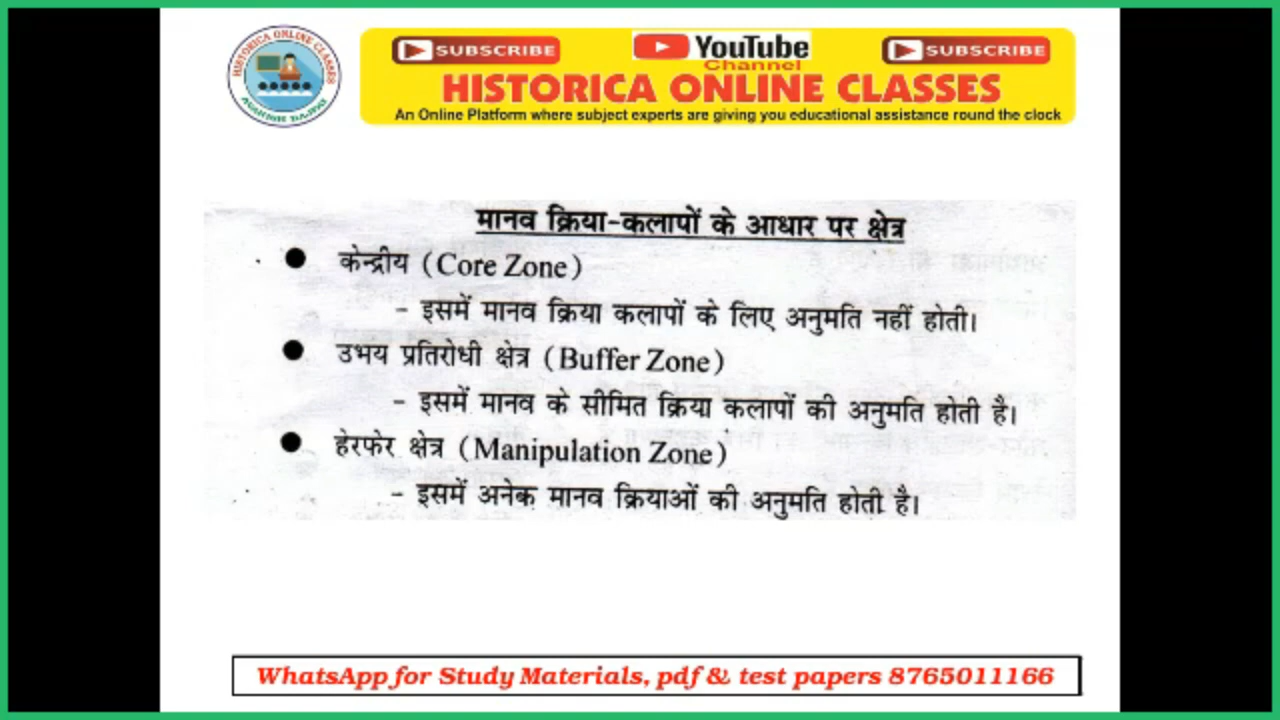 HISTORICA ONLINE CLASSES
SUBSCRIBE
YouTube
SUBSCRIBE
Channel
HISTORICA ONLINE CLASSES
An Online Platform where subject experts are giving you educational assistance round the clock
मानव क्रिया-कलापों के आधार पर क्षेत्र
● केन्द्रीय (Core Zone)
- इसमें मानव क्रिया कलापों के लिए अनुमति नहीं होती।
● उभय प्रतिरोधी क्षेत्र (Buffer Zone)
- इसमें मानव के सीमित क्रिया कलापों की अनुमति होती है।
● हेरफेर क्षेत्र (Manipulation Zone)
- इसमें अनेक मानव क्रियाओं की अनुमति होती है।
WhatsApp for Study Materials, pdf & test papers 8765011166